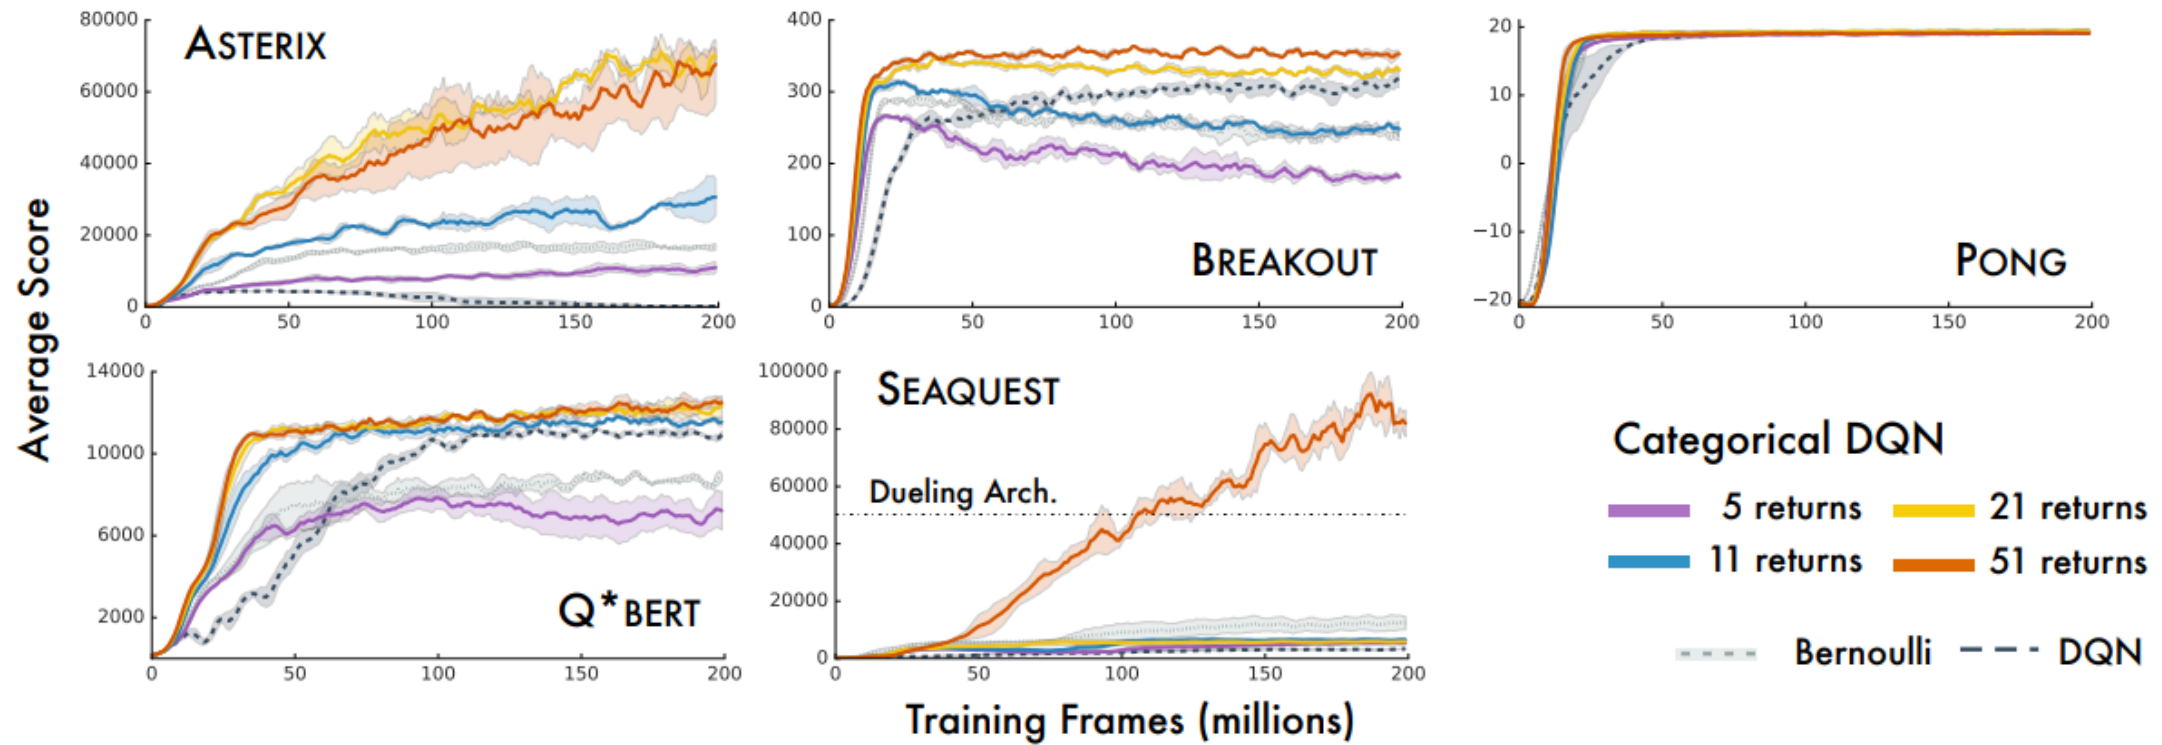 Average Score
80000
60000
40000
20000
0
0 50 100 150 200
ASTERIX
400
300
200
100
0
0 50 100 150 200
BREAKOUT
20
10
0
−10
−20
0 50 100 150 200
PONG
14000
10000
6000
2000
0 50 100 150 200
Q*BERT
100000
80000
60000
40000
20000
0
0 50 100 150 200
SEAQUEST
Dueling Arch.
Training Frames (millions)
Categorical DQN
5 returns 21 returns
11 returns 51 returns
Bernoulli DQN